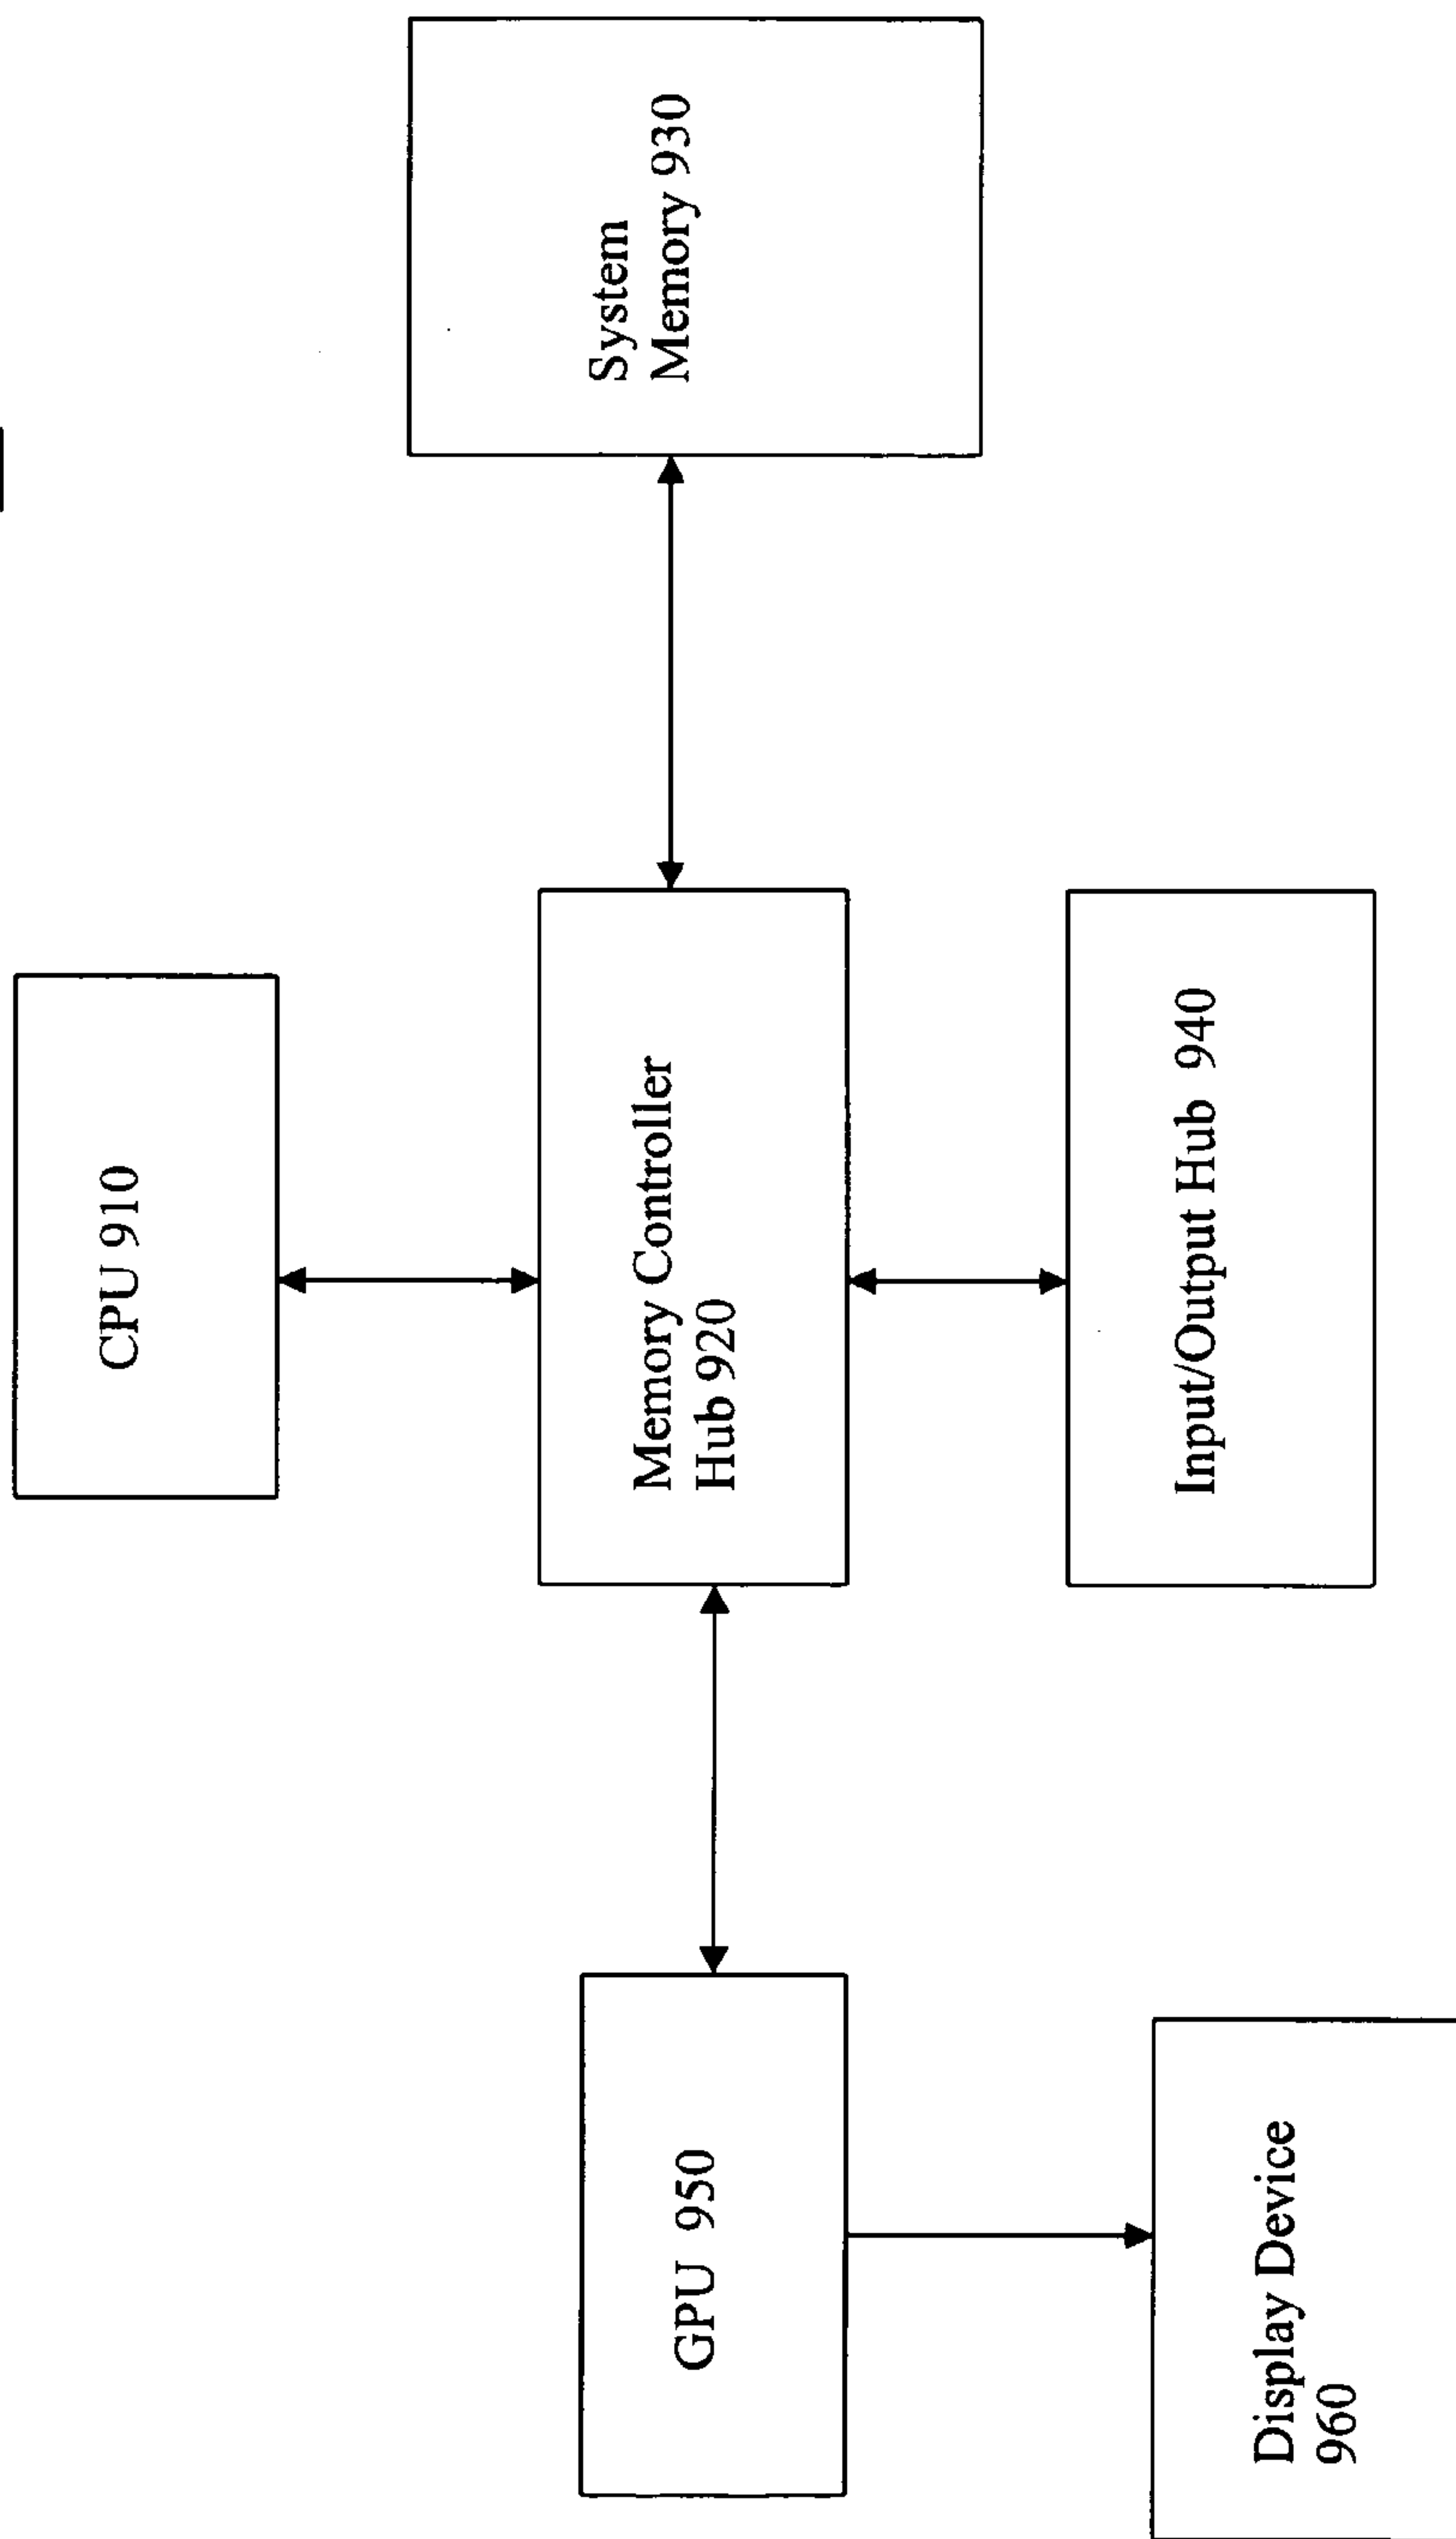 CPU 910
GPU  950
Memory Controller
Hub 920
System
Memory 930
Display Device
960
Input/Output Hub  940